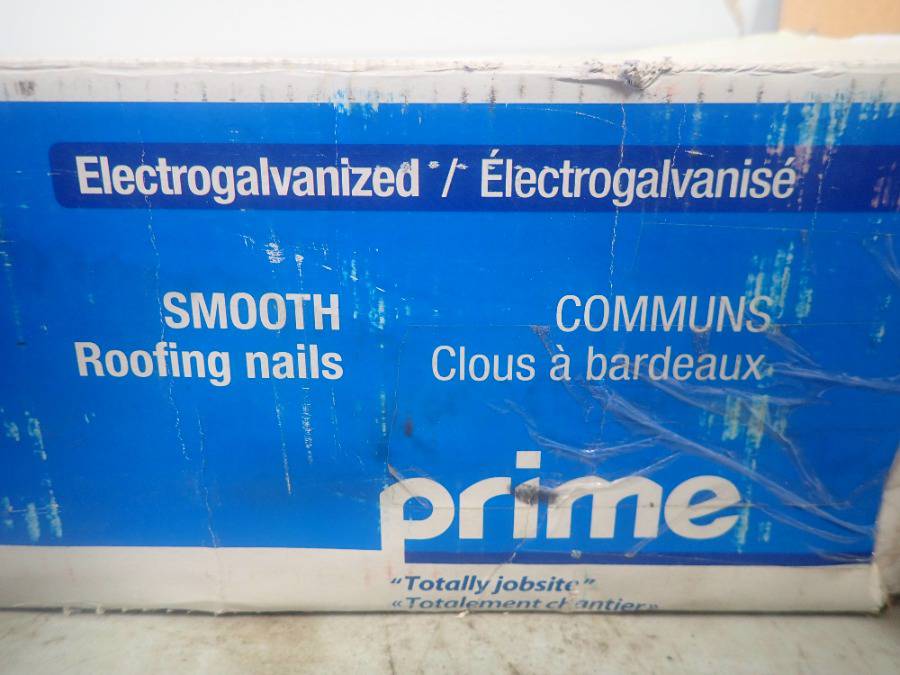 Electrogalvanized / Électrogalvanisé
SMOOTH
Roofing nails
COMMUNS
Clous à bardeaux
prime
"Totally jobsite"
«Totalement chantier»